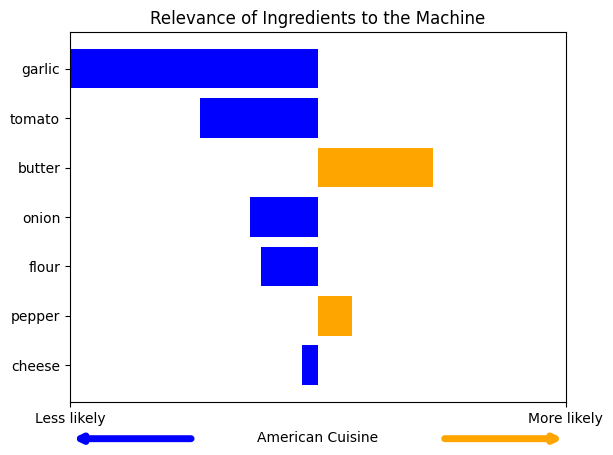 Relevance of Ingredients to the Machine
garlic
tomato
butter
onion
flour
pepper
cheese
Less likely
More likely
American Cuisine